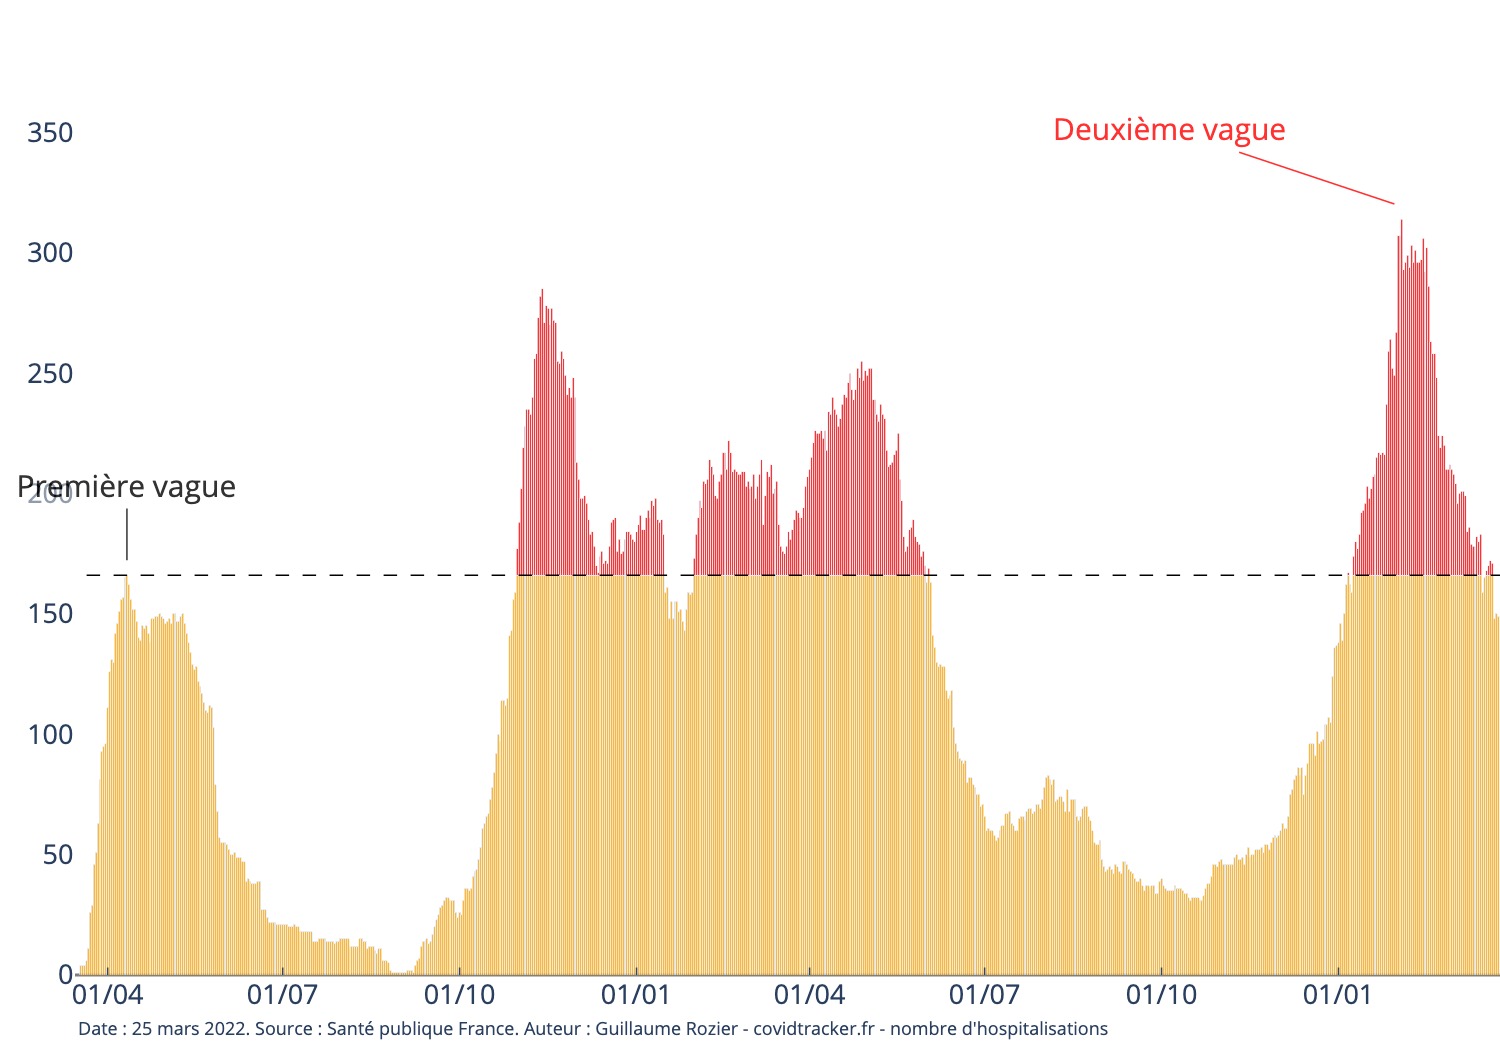 350
Deuxième vague
300
250
Première vague
200
150
100
50
0
01/04 01/07 01/10 01/01 01/04 01/07 01/10 01/01
Date : 25 mars 2022. Source : Santé publique France. Auteur : Guillaume Rozier - covidtracker.fr - nombre d'hospitalisations